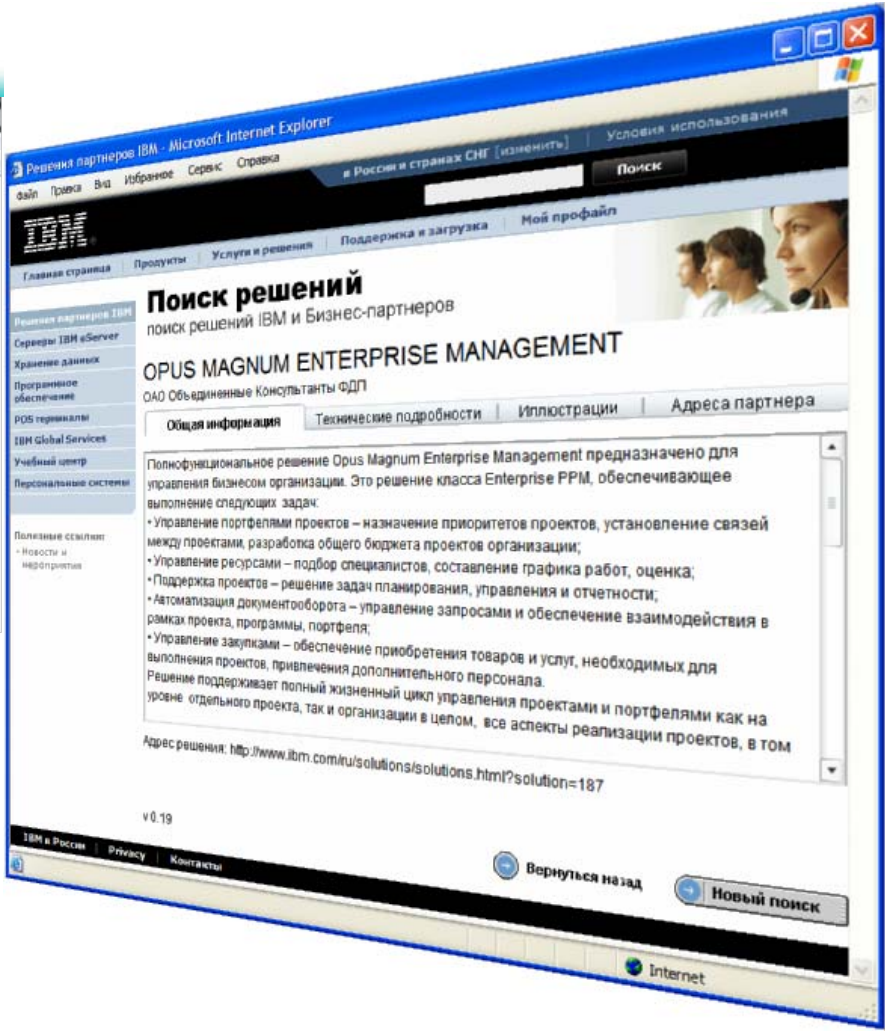 Решения партнеров IBM - Microsoft Internet Explorer
Файл Правка Вид Избранное Сервис Справка
в России и странах СНГ [изменить] | Условия использования
Поиск
IBM®
Главная страница | Продукты | Услуги и решения | Поддержка и загрузка | Мой профайл
Решения партнеров IBM
Серверы IBM eServer
Хранение данных
Программное
обеспечение
POS терминалы
IBM Global Services
Учебный центр
Персональные системы
Полезные ссылки:
• Новости и
мероприятия
Поиск решений
поиск решений IBM и Бизнес-партнеров
OPUS MAGNUM ENTERPRISE MANAGEMENT
ОАО Объединенные Консультанты ФДП
Общая информация | Технические подробности | Иллюстрации | Адреса партнера
Полнофункциональное решение Opus Magnum Enterprise Management предназначено для
управления бизнесом организации. Это решение класса Enterprise PPM, обеспечивающее
выполнение следующих задач:
• Управление портфелями проектов – назначение приоритетов проектов, установление связей
между проектами, разработка общего бюджета проектов организации;
• Управление ресурсами – подбор специалистов, составление графика работ, оценка;
• Поддержка проектов – решение задач планирования, управления и отчетности;
• Автоматизация документооборота – управление запросами и обеспечение взаимодействия в
рамках проекта, программы, портфеля;
• Управление закупками – обеспечение приобретения товаров и услуг, необходимых для
выполнения проектов, привлечения дополнительного персонала.
Решение поддерживает полный жизненный цикл управления проектами и портфелями как на
уровне отдельного проекта, так и организации в целом, все аспекты реализации проектов, в том
Адрес решения: http://www.ibm.com/ru/solutions/solutions.html?solution=187
v 0.19
Вернуться назад
Новый поиск
IBM в России | Privacy | Контакты
Internet